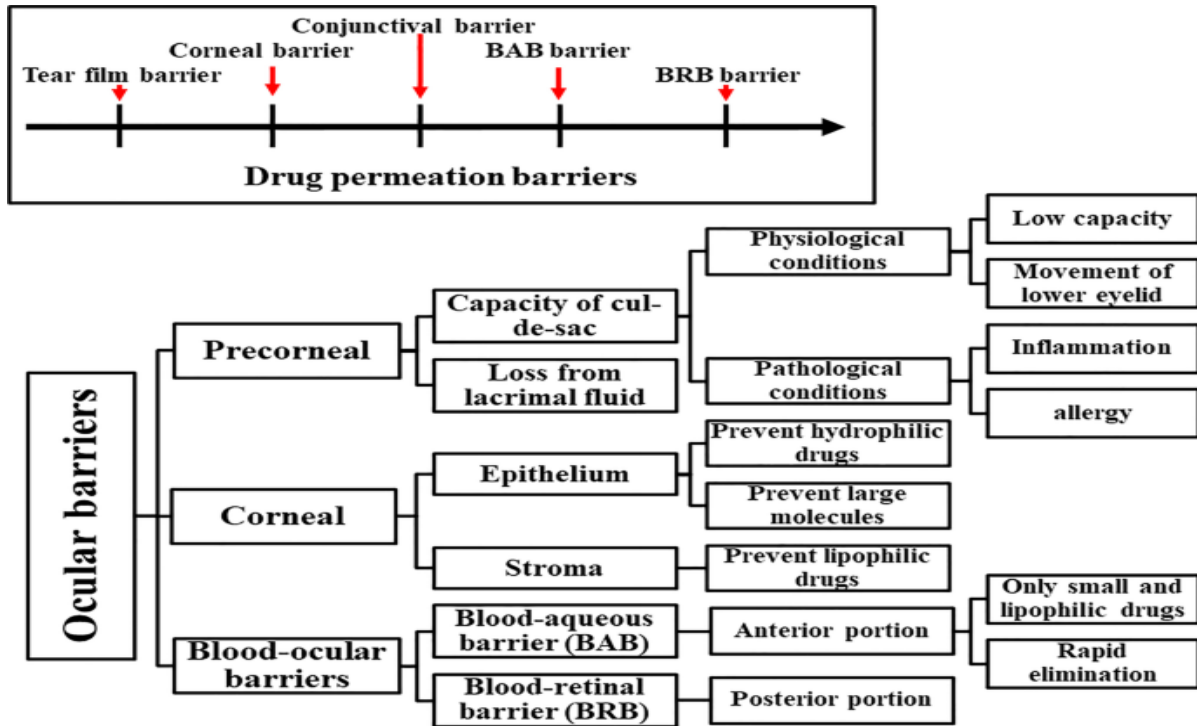 Conjunctival barrier
Corneal barrier
BAB barrier
Tear film barrier
BRB barrier
Drug permeation barriers
Ocular barriers
Precorneal
Capacity of cul-
de-sac
Physiological
conditions
Low capacity
Movement of
lower eyelid
Pathological
conditions
Inflammation
allergy
Loss from
lacrimal fluid
Corneal
Epithelium
Prevent hydrophilic
drugs
Prevent large
molecules
Stroma
Prevent lipophilic
drugs
Blood-ocular
barriers
Blood-aqueous
barrier (BAB)
Anterior portion
Only small and
lipophilic drugs
Rapid
elimination
Blood-retinal
barrier (BRB)
Posterior portion